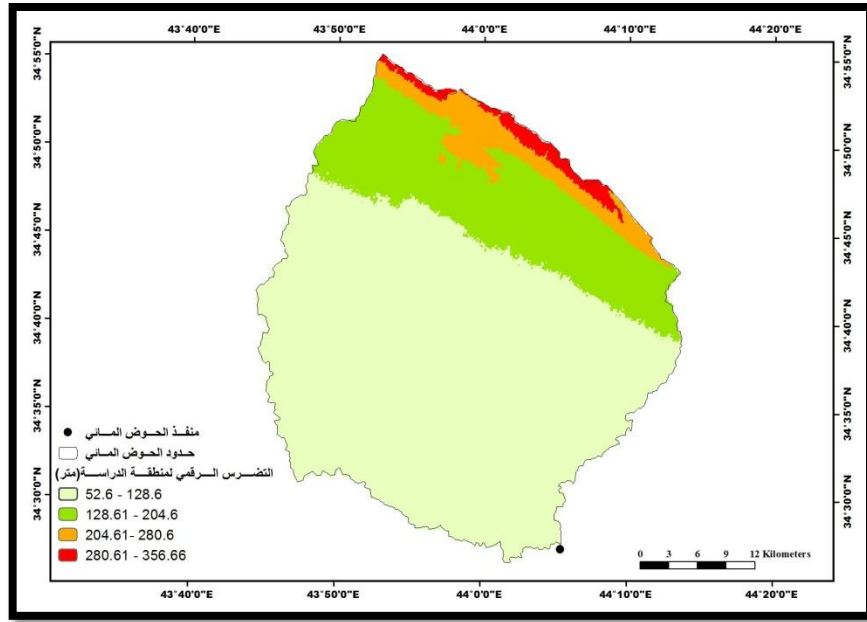 43°40'0"E 43°50'0"E 44°0'0"E 44°10'0"E 44°20'0"E
34°55'0"N 34°55'0"N
34°50'0"N 34°50'0"N
34°45'0"N 34°45'0"N
34°40'0"N 34°40'0"N
34°35'0"N 34°35'0"N
34°30'0"N 34°30'0"N
منفـذ الحـوض المـائي
حـدود الحوض المـائي
التضـرس الـرقمي لمنطقـة الدراسـة(متر)
52.6 - 128.6
128.61 - 204.6
204.61- 280.6
280.61 - 356.66
0 3 6 9 12 Kilometers
43°40'0"E 43°50'0"E 44°0'0"E 44°10'0"E 44°20'0"E